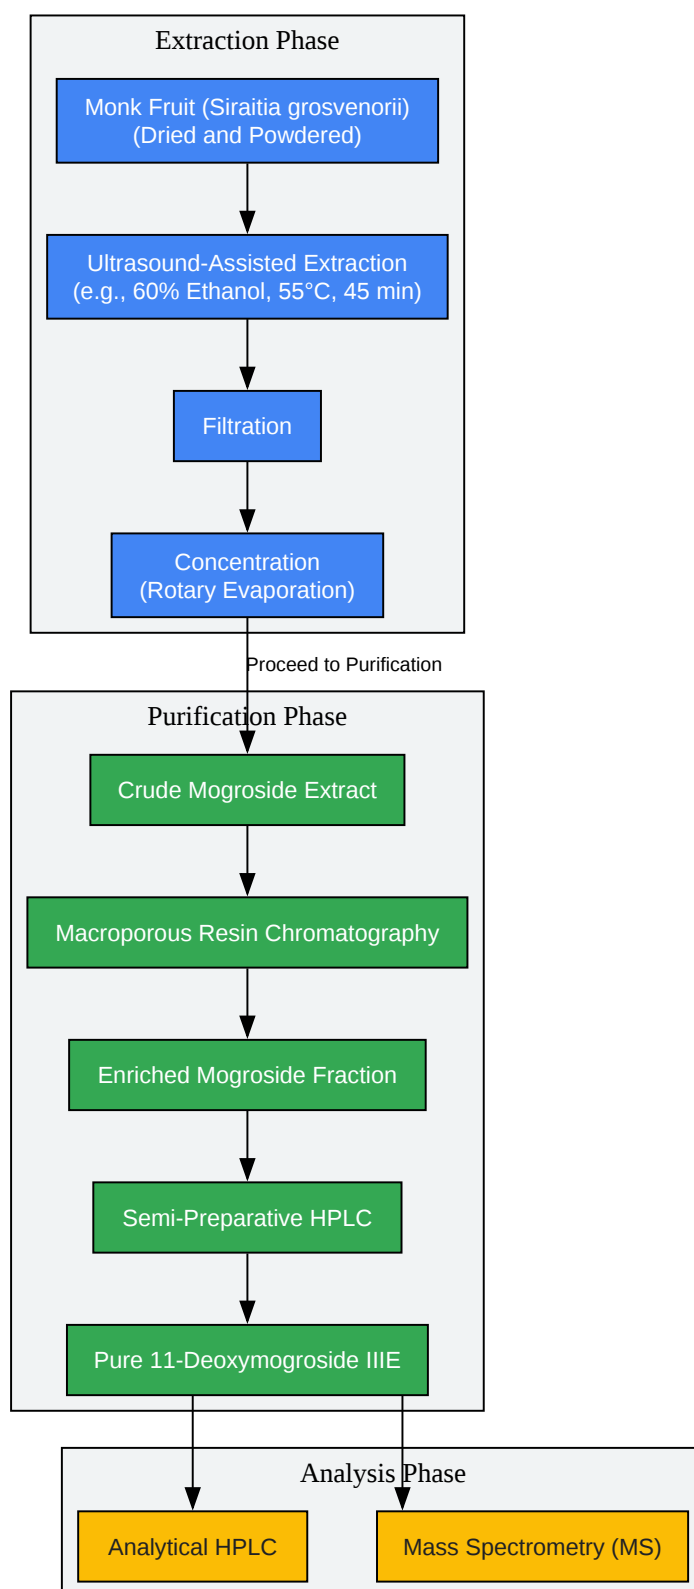 Extraction Phase
Monk Fruit (Siraitia grosvenorii)
(Dried and Powdered)
Ultrasound-Assisted Extraction
(e.g., 60% Ethanol, 55°C, 45 min)
Filtration
Concentration
(Rotary Evaporation)
Proceed to Purification
Purification Phase
Crude Mogroside Extract
Macroporous Resin Chromatography
Enriched Mogroside Fraction
Semi-Preparative HPLC
Pure 11-Deoxymogroside IIIE
Analysis Phase
Analytical HPLC
Mass Spectrometry (MS)